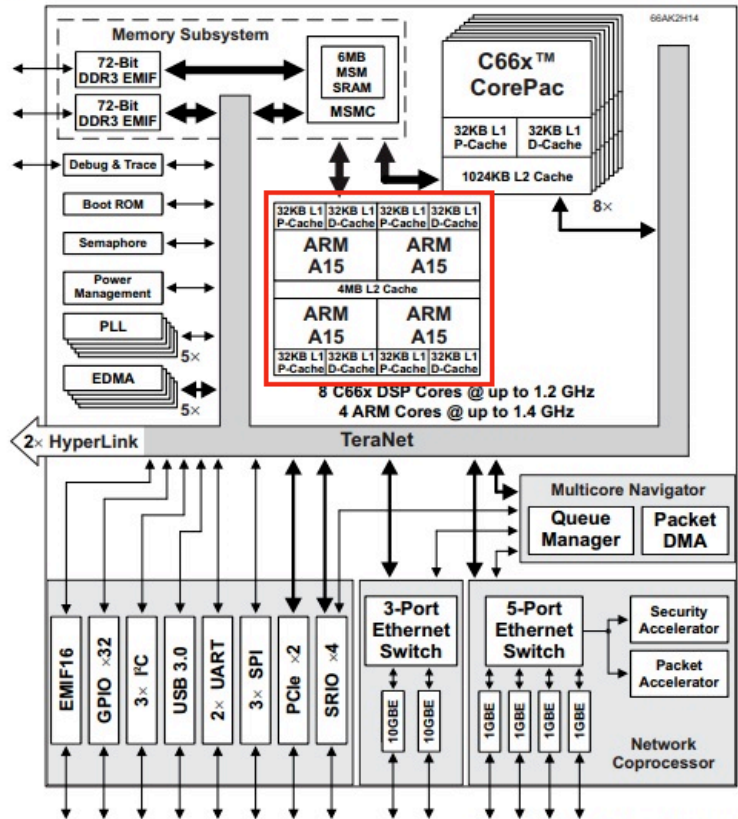 66AK2H14
Memory Subsystem
72-Bit
DDR3 EMIF
72-Bit
DDR3 EMIF
6MB
MSM
SRAM
MSMC
C66x™
CorePac
32KB L1
P-Cache
32KB L1
D-Cache
1024KB L2 Cache
8×
Debug & Trace
Boot ROM
Semaphore
Power
Management
PLL
5×
EDMA
5×
32KB L1
P-Cache
32KB L1
D-Cache
32KB L1
P-Cache
32KB L1
D-Cache
ARM
A15
ARM
A15
4MB L2 Cache
ARM
A15
ARM
A15
32KB L1
P-Cache
32KB L1
D-Cache
32KB L1
P-Cache
32KB L1
D-Cache
8 C66x DSP Cores @ up to 1.2 GHz
4 ARM Cores @ up to 1.4 GHz
2× HyperLink
TeraNet
Multicore Navigator
Queue
Manager
Packet
DMA
EMIF16
GPIO ×32
3× I²C
USB 3.0
2× UART
3× SPI
PCIe ×2
SRIO ×4
3-Port
Ethernet
Switch
10GBE
10GBE
5-Port
Ethernet
Switch
1GBE
1GBE
1GBE
1GBE
Security
Accelerator
Packet
Accelerator
Network
Coprocessor